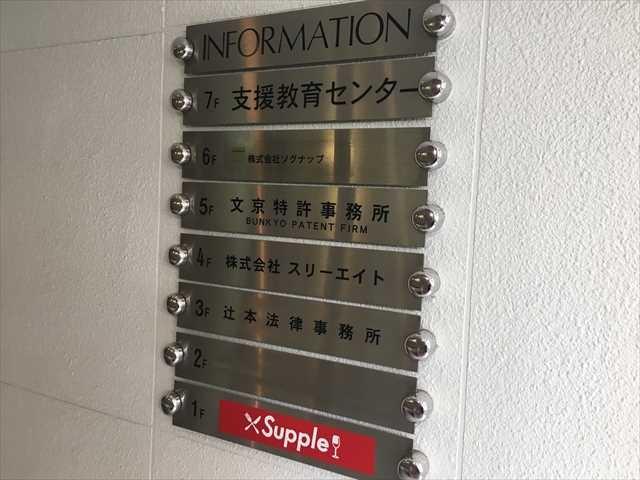 INFORMATION
7F 支援教育センター
6F 株式会社ソグナップ
5F 文京特許事務所
BUNKYO PATENT FIRM
4F 株式会社 スリーエイト
3F 辻本法律事務所
2F
1F Supple